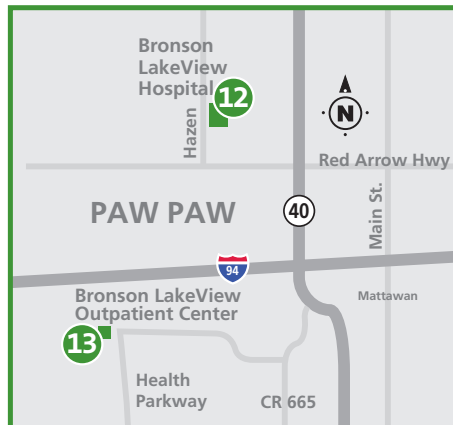 Bronson
LakeView
Hospital
12
Hazen
N
Red Arrow Hwy
PAW PAW
40
Main St.
94
Bronson LakeView
Outpatient Center
Mattawan
13
Health
Parkway
CR 665